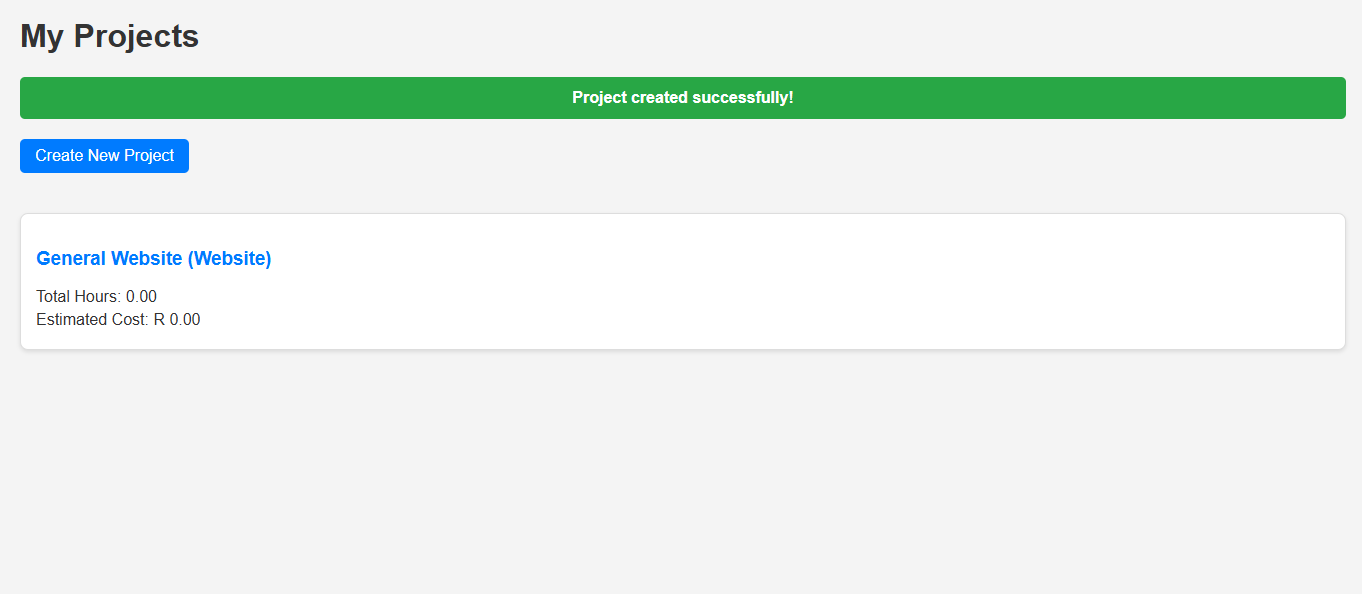 My Projects
Project created successfully!
Create New Project
General Website (Website)
Total Hours: 0.00
Estimated Cost: R 0.00